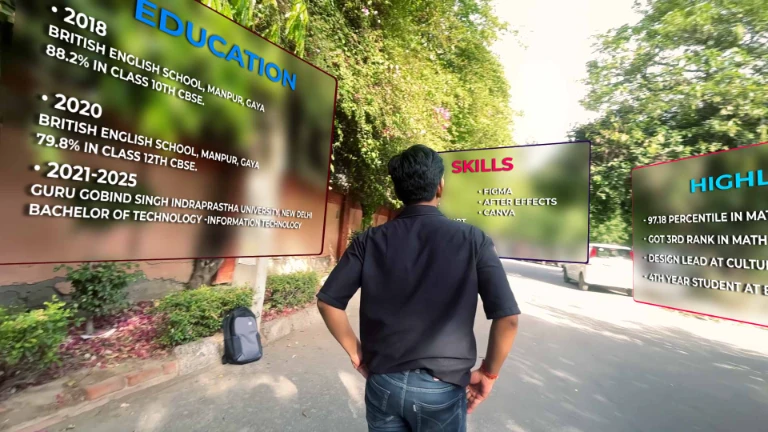 EDUCATION
• 2018
BRITISH ENGLISH SCHOOL, MANPUR, GAYA
88.2% IN CLASS 10TH CBSE.
• 2020
BRITISH ENGLISH SCHOOL, MANPUR, GAYA
79.8% IN CLASS 12TH CBSE.
• 2021-2025
GURU GOBIND SINGH INDRAPRASTHA UNIVERSITY, NEW DELHI
BACHELOR OF TECHNOLOGY -INFORMATION TECHNOLOGY
SKILLS
• FIGMA
• AFTER EFFECTS
• CANVA
HIGHL
• 97.18 PERCENTILE IN MAT
• GOT 3RD RANK IN MATH
• DESIGN LEAD AT CULTU
• 4TH YEAR STUDENT AT